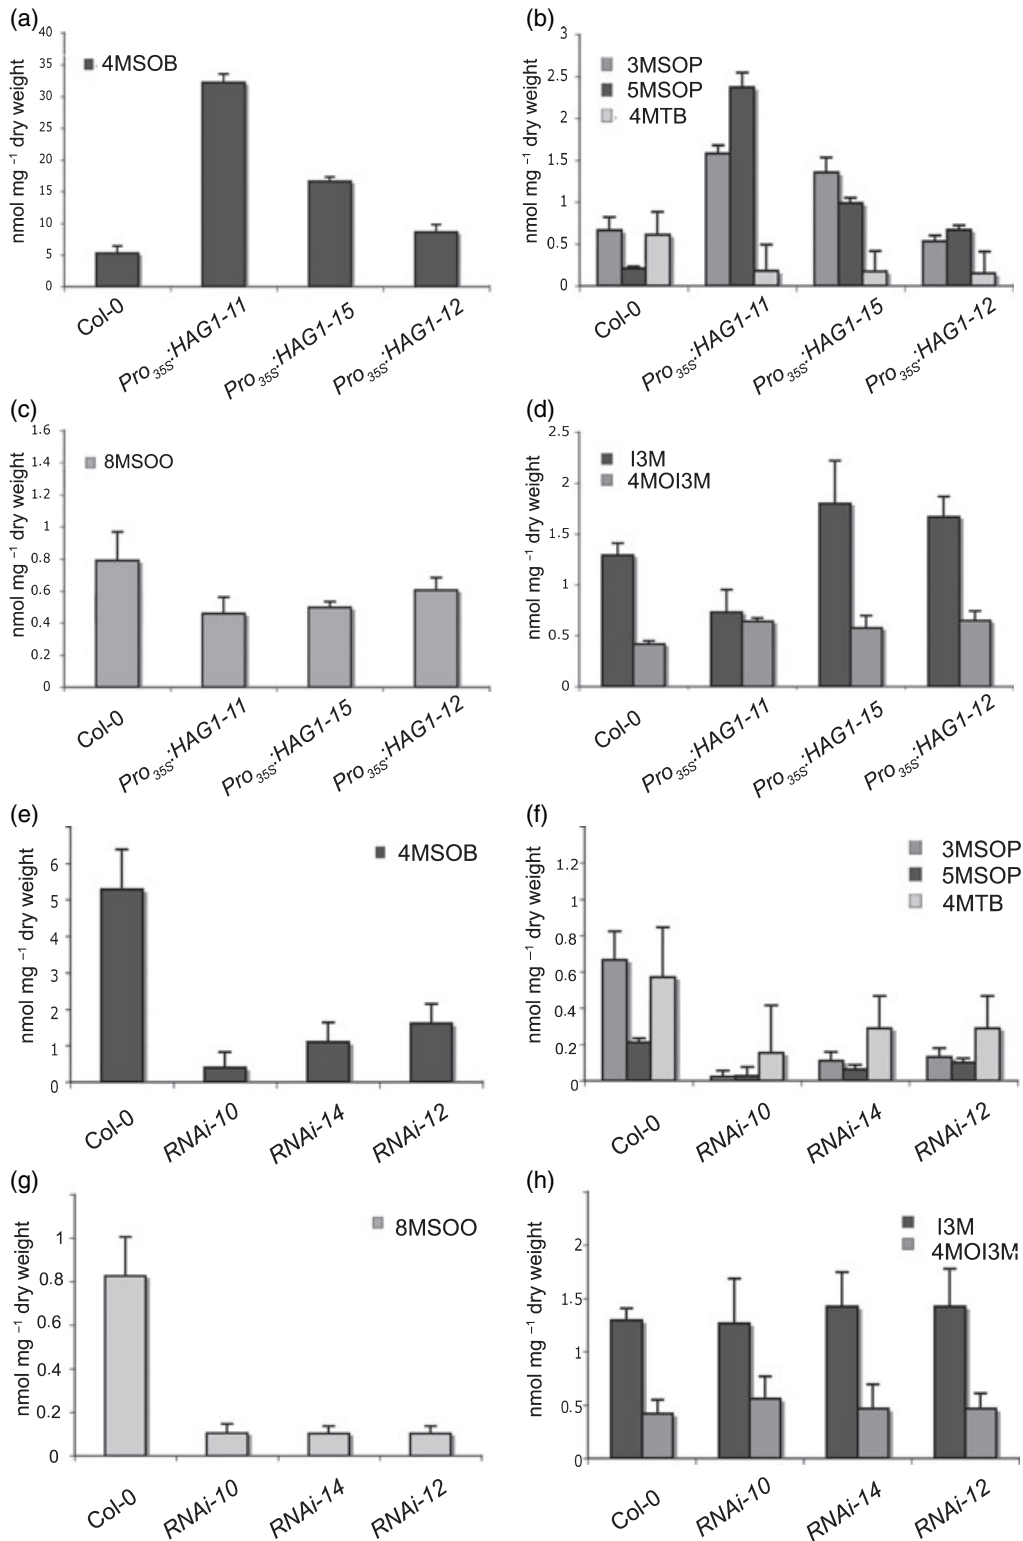 (a)
nmol mg ⁻¹ dry weight
40
35
30
25
20
15
10
5
0
4MSOB
Col-0
Pro35S:HAG1-11
Pro35S:HAG1-15
Pro35S:HAG1-12
(b)
nmol mg ⁻¹ dry weight
3
2.5
2
1.5
1
0.5
0
3MSOP
5MSOP
4MTB
Col-0
Pro35S:HAG1-11
Pro35S:HAG1-15
Pro35S:HAG1-12
(c)
nmol mg ⁻¹ dry weight
1.6
1.4
1.2
1
0.8
0.6
0.4
0.2
0
8MSOO
Col-0
Pro35S:HAG1-11
Pro35S:HAG1-15
Pro35S:HAG1-12
(d)
nmol mg ⁻¹ dry weight
2.5
2
1.5
1
0.5
0
I3M
4MOI3M
Col-0
Pro35S:HAG1-11
Pro35S:HAG1-15
Pro35S:HAG1-12
(e)
nmol mg ⁻¹ dry weight
6
5
4
3
2
1
0
4MSOB
Col-0
RNAi-10
RNAi-14
RNAi-12
(f)
nmol mg ⁻¹ dry weight
1.2
1
0.8
0.6
0.4
0.2
0
3MSOP
5MSOP
4MTB
Col-0
RNAi-10
RNAi-14
RNAi-12
(g)
nmol mg ⁻¹ dry weight
1
0.8
0.6
0.4
0.2
0
8MSOO
Col-0
RNAi-10
RNAi-14
RNAi-12
(h)
nmol mg ⁻¹ dry weight
2
1.5
1
0.5
0
I3M
4MOI3M
Col-0
RNAi-10
RNAi-14
RNAi-12